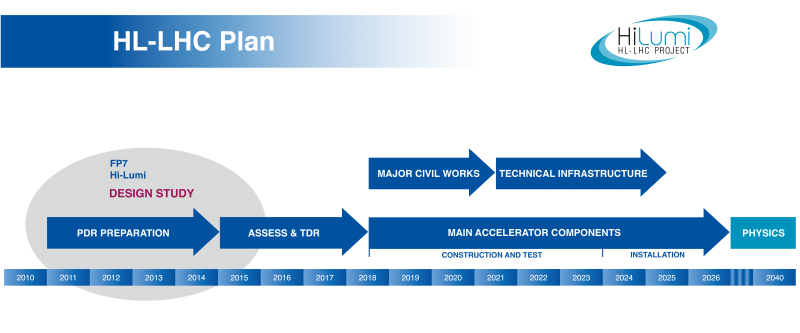 HL-LHC Plan
HiLumi
HL-LHC PROJECT
FP7
Hi-Lumi
DESIGN STUDY
MAJOR CIVIL WORKS
TECHNICAL INFRASTRUCTURE
PDR PREPARATION
ASSESS & TDR
MAIN ACCELERATOR COMPONENTS
PHYSICS
CONSTRUCTION AND TEST
INSTALLATION
2010 2011 2012 2013 2014 2015 2016 2017 2018 2019 2020 2021 2022 2023 2024 2025 2026 2040